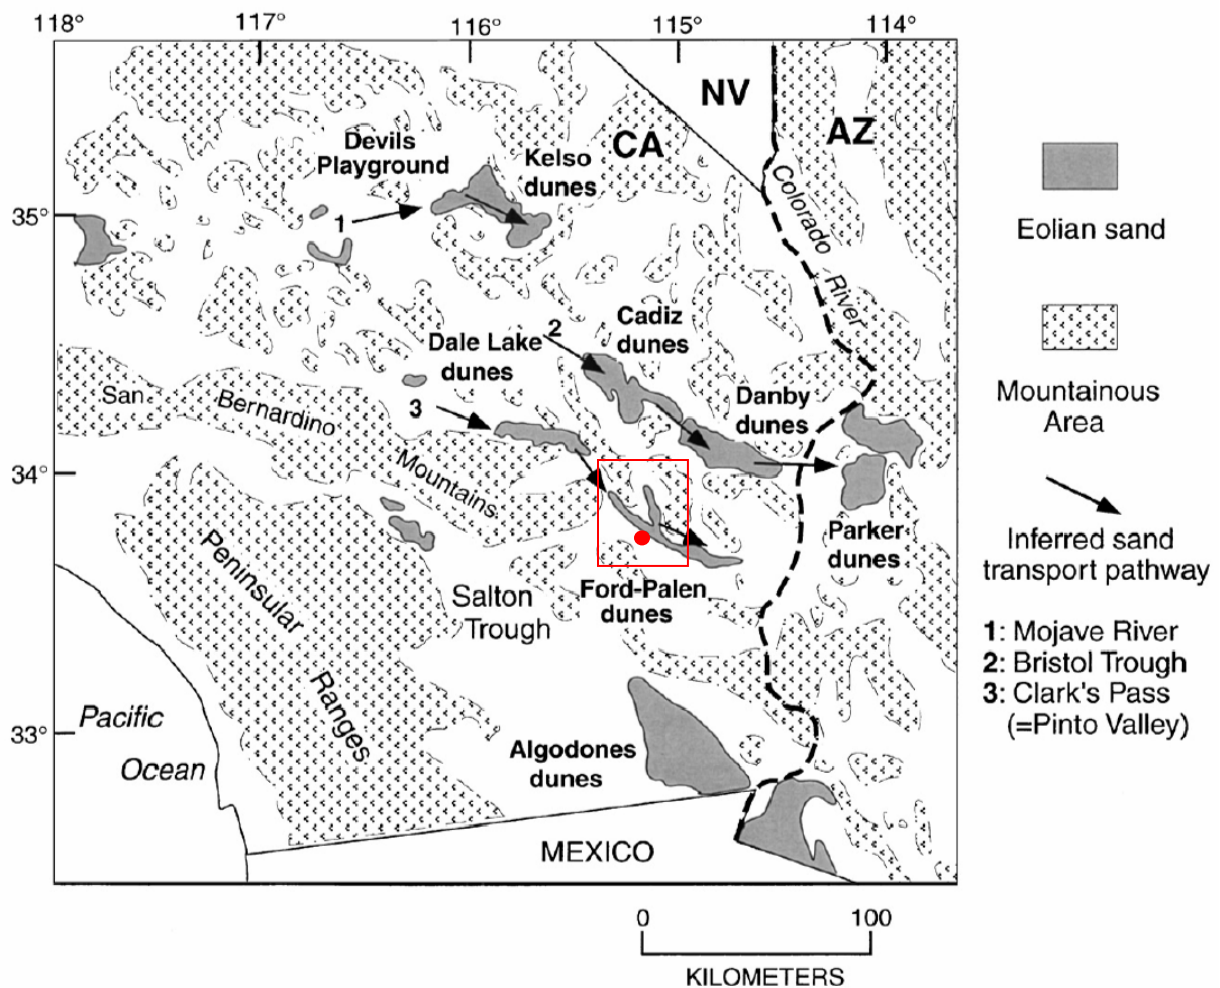 118° 117° 116° 115° 114°
NV
CA
AZ
Devils
Playground
Kelso
dunes
Colorado
River
35°
1
Eolian sand
2
Cadiz
dunes
Dale Lake
dunes
3
San
Bernardino
Mountains
Danby
dunes
Mountainous
Area
34°
Parker
dunes
Inferred sand
transport pathway
Peninsular
Ranges
Salton
Trough
Ford-Palen
dunes
1: Mojave River
2: Bristol Trough
3: Clark's Pass
(=Pinto Valley)
Pacific
Ocean
33°
Algodones
dunes
MEXICO
0 100
KILOMETERS